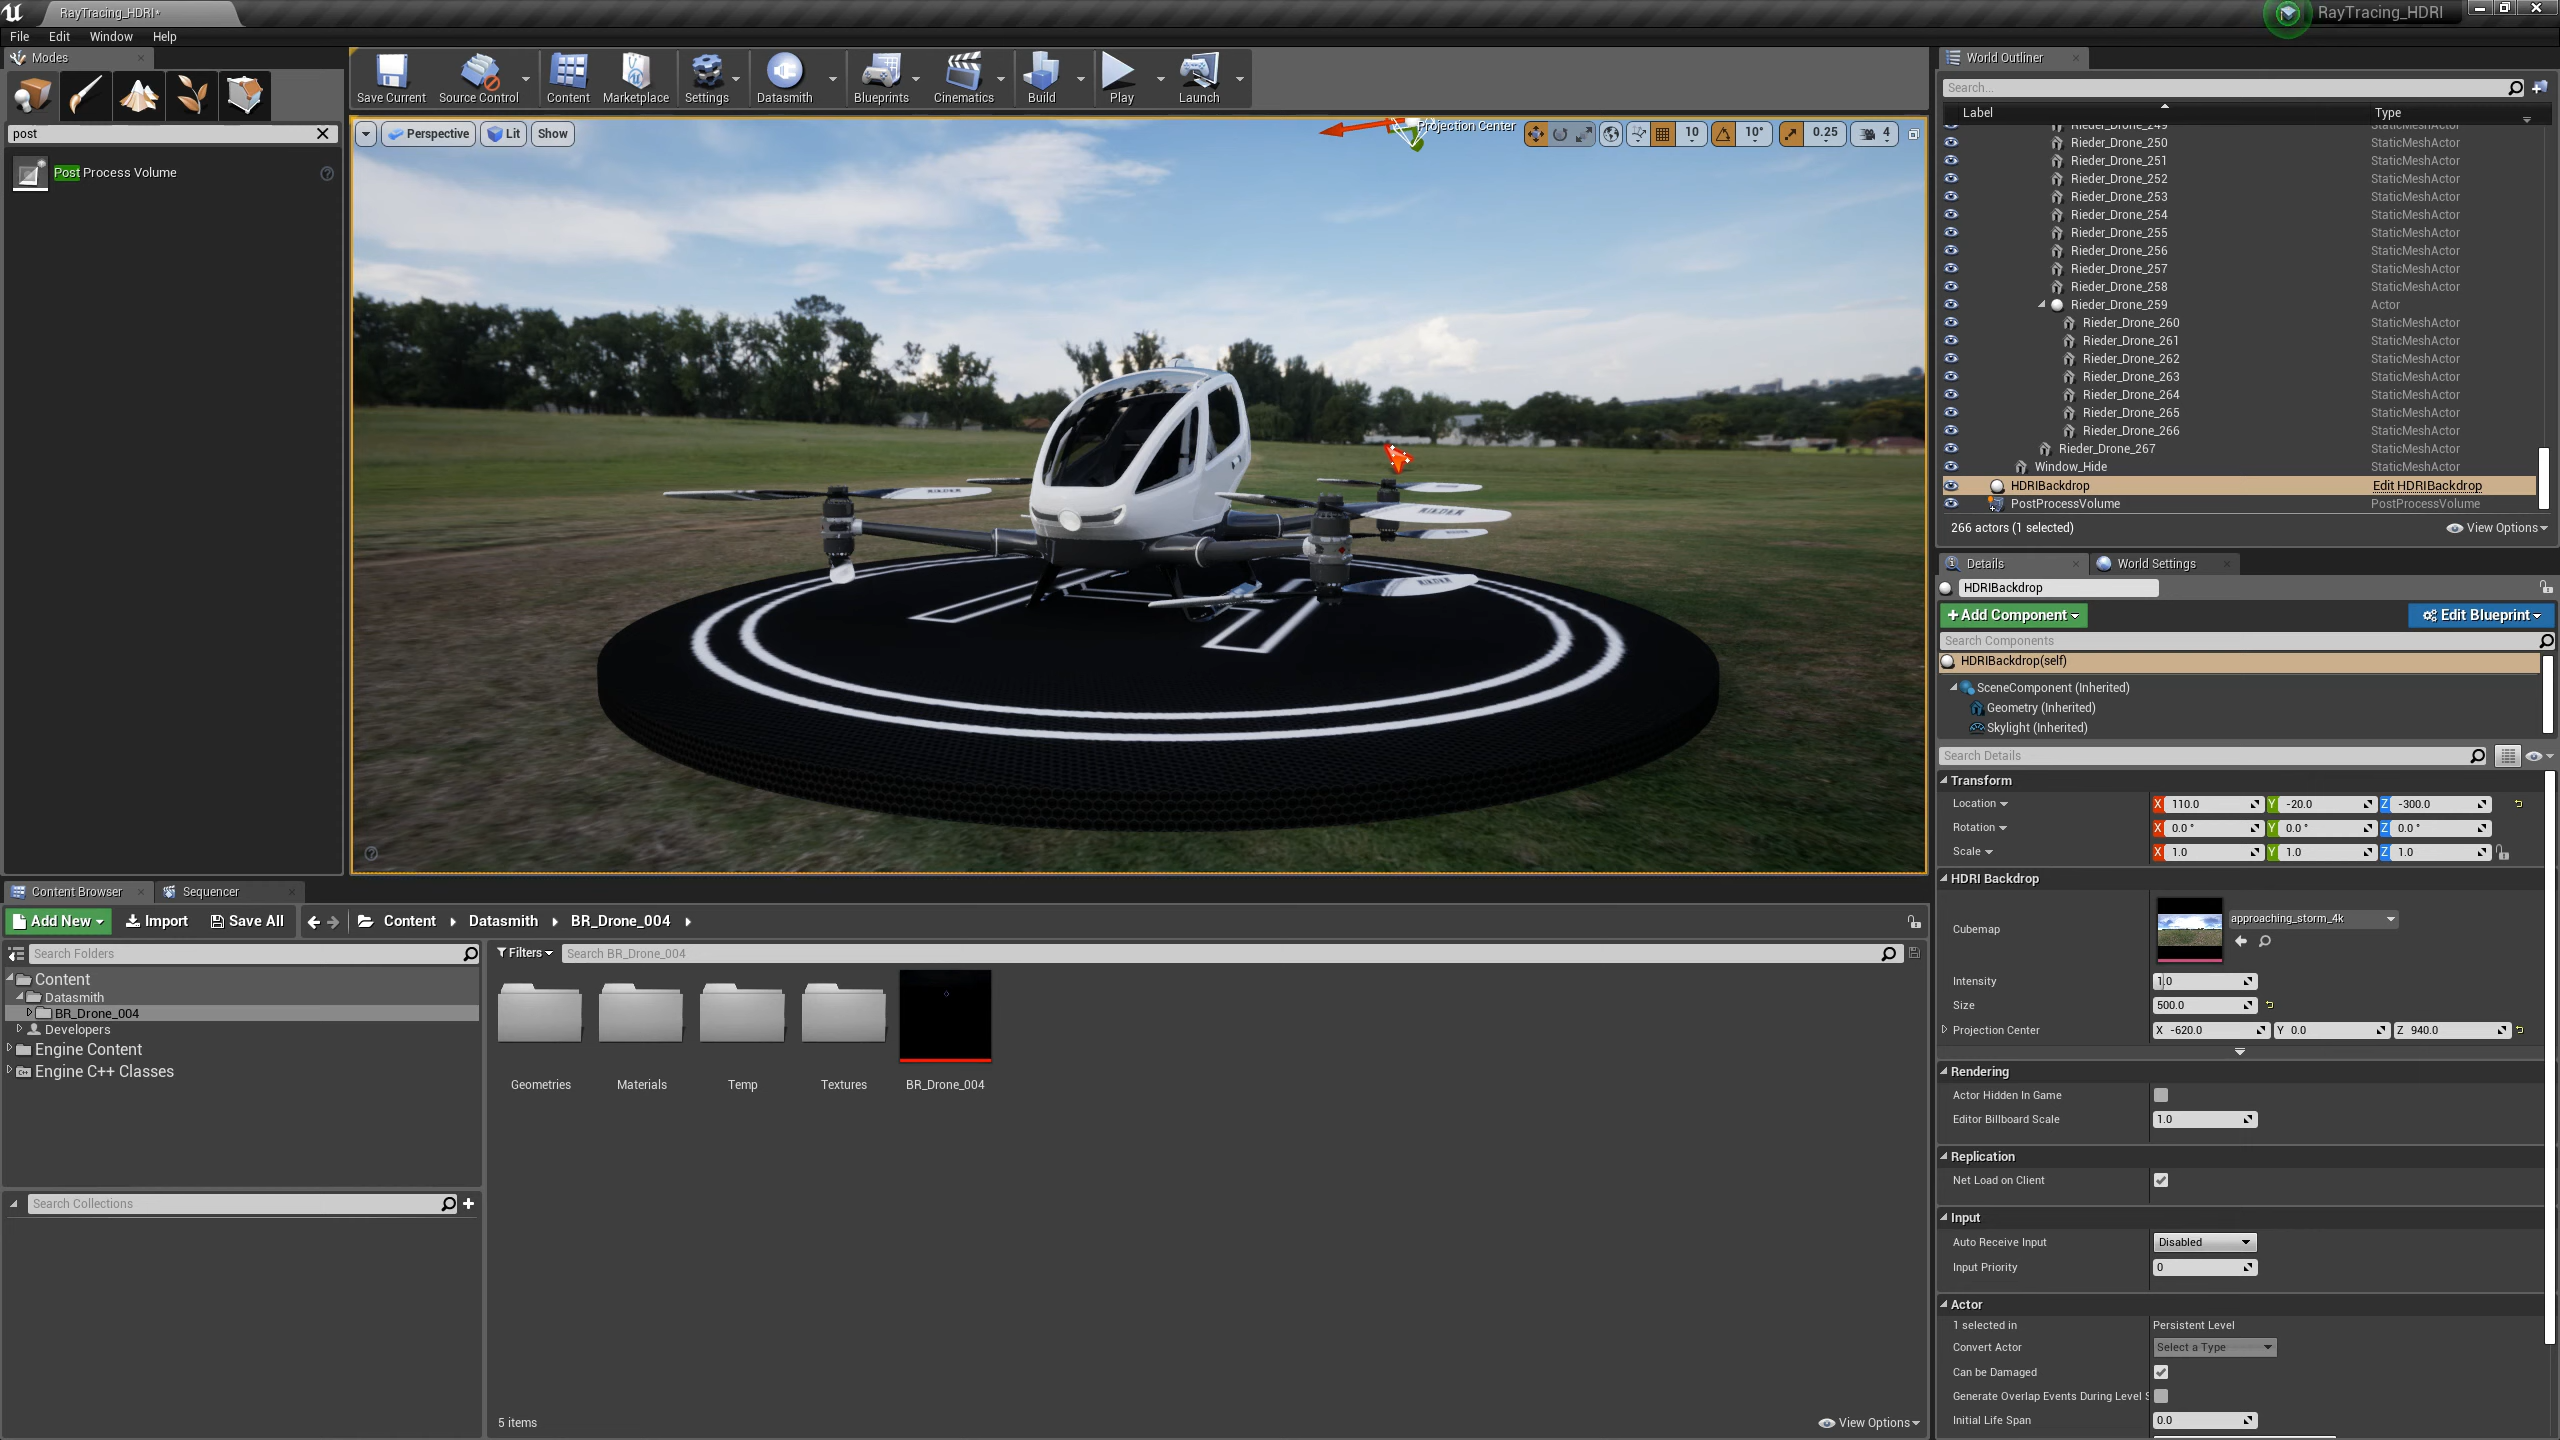 RayTracing_HDRI*
RayTracing_HDRI
File Edit Window Help
Modes
post
Post Process Volume
Save Current Source Control Content Marketplace Settings Datasmith Blueprints Cinematics Build Play Launch
Perspective Lit Show
Projection Center
10 10° 0.25 4
RIEDER
World Outliner
Search...
Label Type
Rieder_Drone_249 StaticMeshActor
Rieder_Drone_250 StaticMeshActor
Rieder_Drone_251 StaticMeshActor
Rieder_Drone_252 StaticMeshActor
Rieder_Drone_253 StaticMeshActor
Rieder_Drone_254 StaticMeshActor
Rieder_Drone_255 StaticMeshActor
Rieder_Drone_256 StaticMeshActor
Rieder_Drone_257 StaticMeshActor
Rieder_Drone_258 StaticMeshActor
Rieder_Drone_259 Actor
Rieder_Drone_260 StaticMeshActor
Rieder_Drone_261 StaticMeshActor
Rieder_Drone_262 StaticMeshActor
Rieder_Drone_263 StaticMeshActor
Rieder_Drone_264 StaticMeshActor
Rieder_Drone_265 StaticMeshActor
Rieder_Drone_266 StaticMeshActor
Rieder_Drone_267 StaticMeshActor
Window_Hide StaticMeshActor
HDRIBackdrop Edit HDRIBackdrop
PostProcessVolume PostProcessVolume
266 actors (1 selected) View Options
Details World Settings
HDRIBackdrop
+Add Component Edit Blueprint
Search Components
HDRIBackdrop(self)
SceneComponent (Inherited)
Geometry (Inherited)
Skylight (Inherited)
Search Details
Transform
Location X 110.0 Y -20.0 Z -300.0
Rotation X 0.0 ° Y 0.0 ° Z 0.0 °
Scale X 1.0 Y 1.0 Z 1.0
HDRI Backdrop
Cubemap approaching_storm_4k
Intensity 1.0
Size 500.0
Projection Center X -620.0 Y 0.0 Z 940.0
Rendering
Actor Hidden In Game
Editor Billboard Scale 1.0
Replication
Net Load on Client
Input
Auto Receive Input Disabled
Input Priority 0
Actor
1 selected in Persistent Level
Convert Actor Select a Type
Can be Damaged
Generate Overlap Events During Level S
Initial Life Span 0.0
Content Browser Sequencer
Add New Import Save All Content Datasmith BR_Drone_004
Search Folders
Filters Search BR_Drone_004
Content
Datasmith
BR_Drone_004
Developers
Engine Content
Engine C++ Classes
Search Collections
Geometries Materials Temp Textures BR_Drone_004
5 items View Options